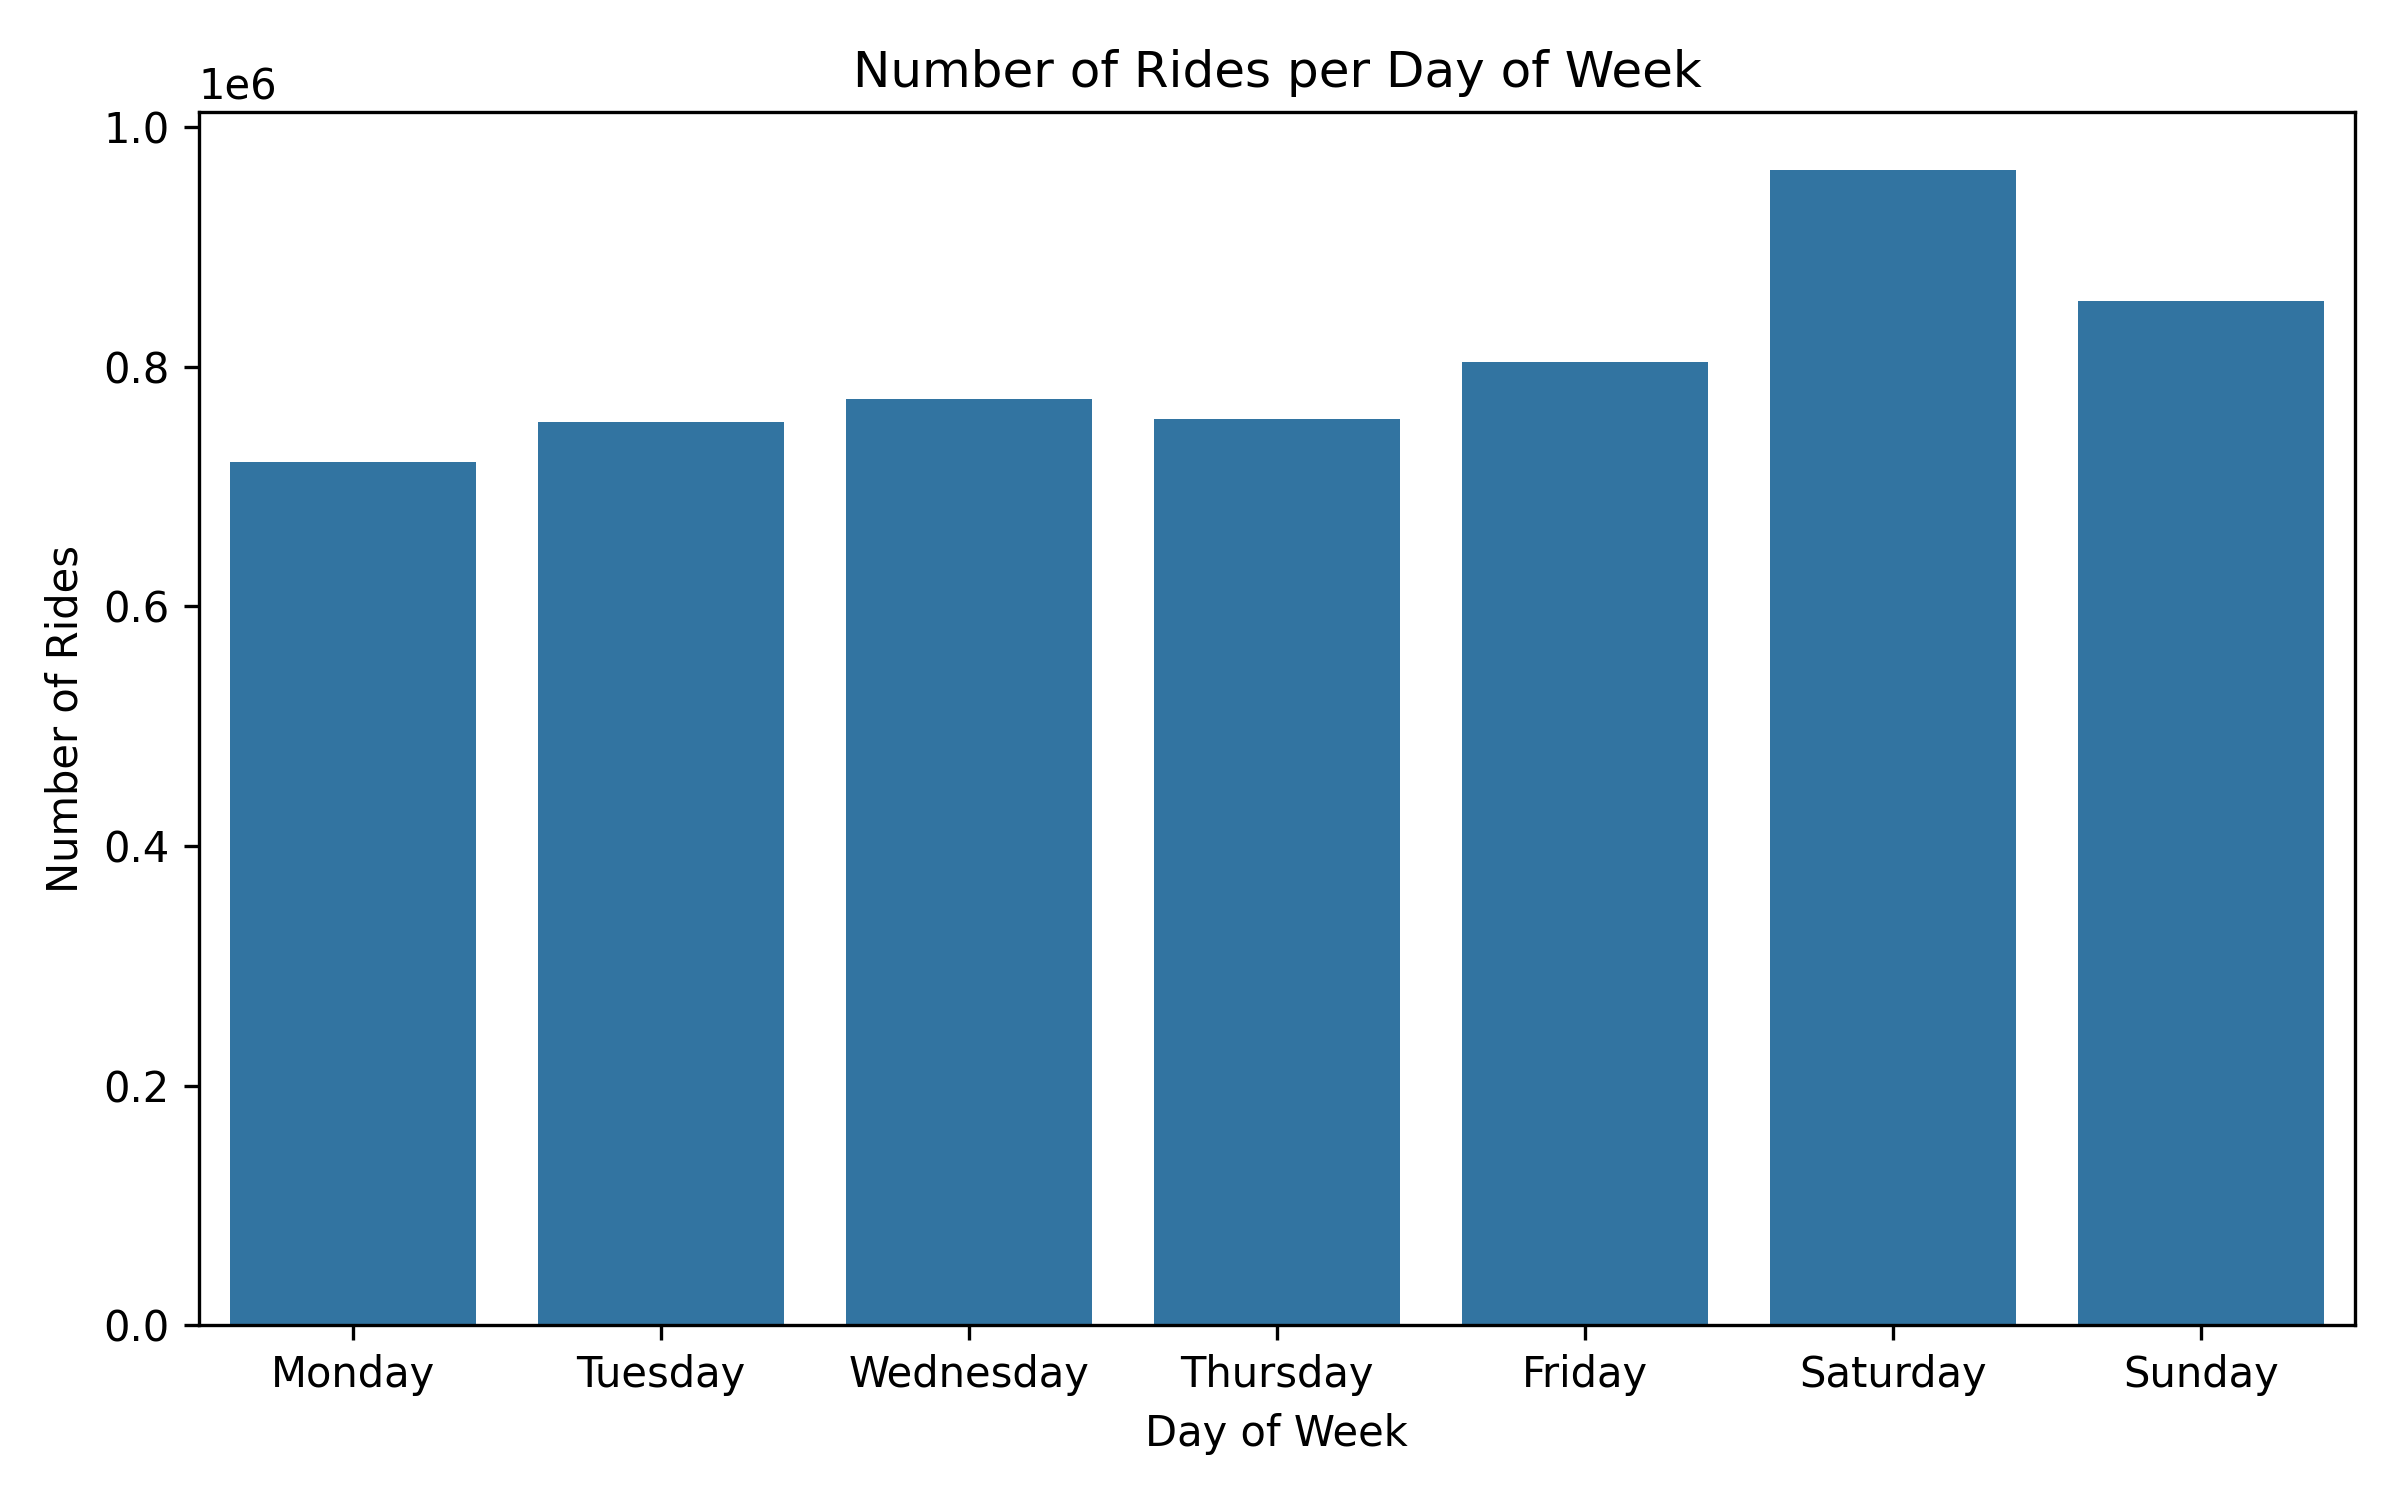 Number of Rides per Day of Week
1e6
1.0
0.8
0.6
0.4
0.2
0.0
Number of Rides
Monday Tuesday Wednesday Thursday Friday Saturday Sunday
Day of Week